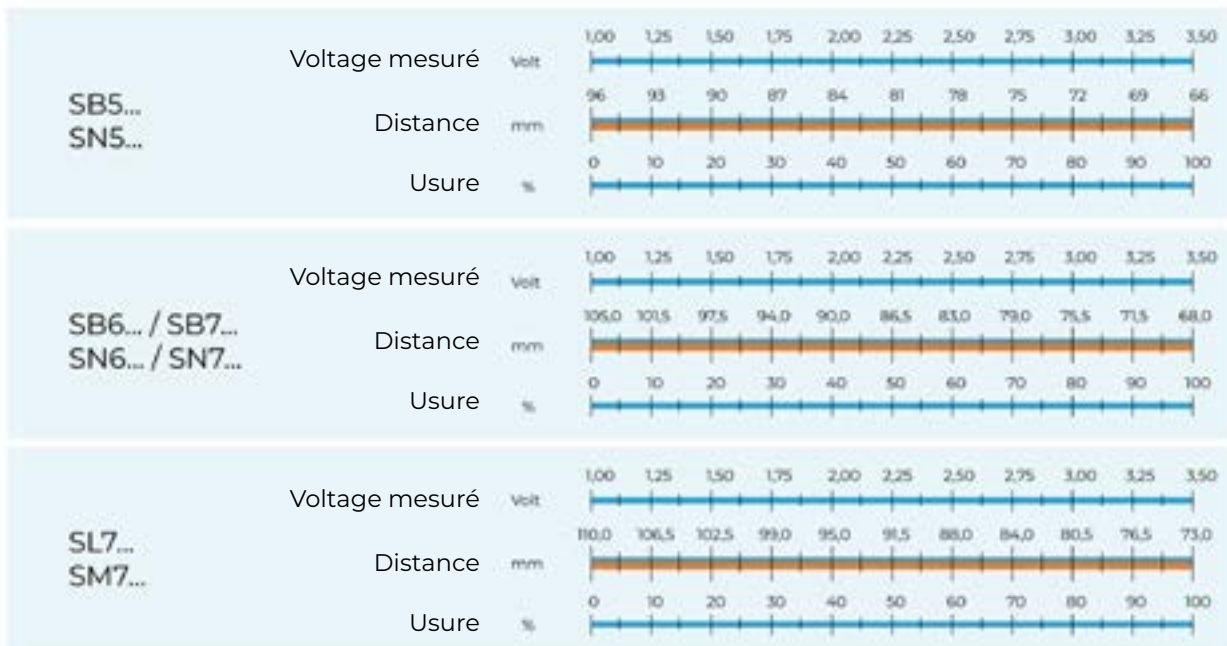 1,00 1,25 1,50 1,75 2,00 2,25 2,50 2,75 3,00 3,25 3,50
Voltage mesuré Volt
SB5...
SN5...
96 93 90 87 84 81 78 75 72 69 66
Distance mm
0 10 20 30 40 50 60 70 80 90 100
Usure %
1,00 1,25 1,50 1,75 2,00 2,25 2,50 2,75 3,00 3,25 3,50
Voltage mesuré Volt
SB6... / SB7...
SN6... / SN7...
105,0 101,5 97,5 94,0 90,0 86,5 83,0 79,0 75,5 71,5 68,0
Distance mm
0 10 20 30 40 50 60 70 80 90 100
Usure %
1,00 1,25 1,50 1,75 2,00 2,25 2,50 2,75 3,00 3,25 3,50
Voltage mesuré Volt
SL7...
SM7...
110,0 106,5 102,5 99,0 95,0 91,5 88,0 84,0 80,5 76,5 73,0
Distance mm
0 10 20 30 40 50 60 70 80 90 100
Usure %